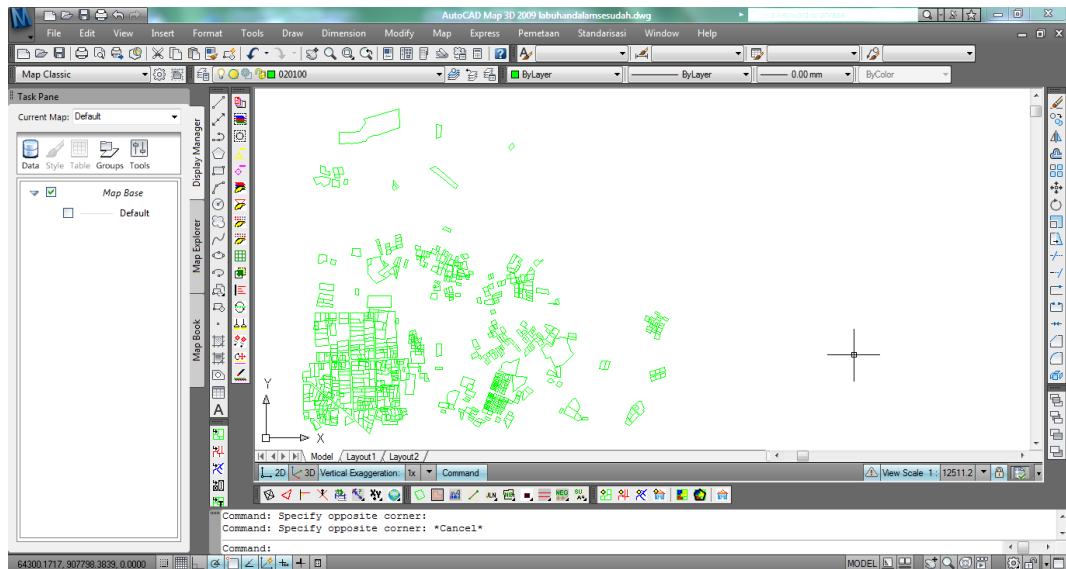 AutoCAD Map 3D 2009 labuhandalamsesudah.dwg
File Edit View Insert Format Tools Draw Dimension Modify Map Express Pemetaan Standarisasi Window Help
Map Classic 020100 ByLayer ByLayer 0.00 mm ByColor
Task Pane
Current Map: Default
Data Style Table Groups Tools
Map Base
Default
Display Manager
Map Explorer
Map Book
Y
X
A
Model Layout1 Layout2
2D 3D Vertical Exaggeration: 1x Command View Scale 1 : 12511.2
Command: Specify opposite corner:
Command: Specify opposite corner: *Cancel*
Command:
64300.1717, 907798.3839, 0.0000 MODEL